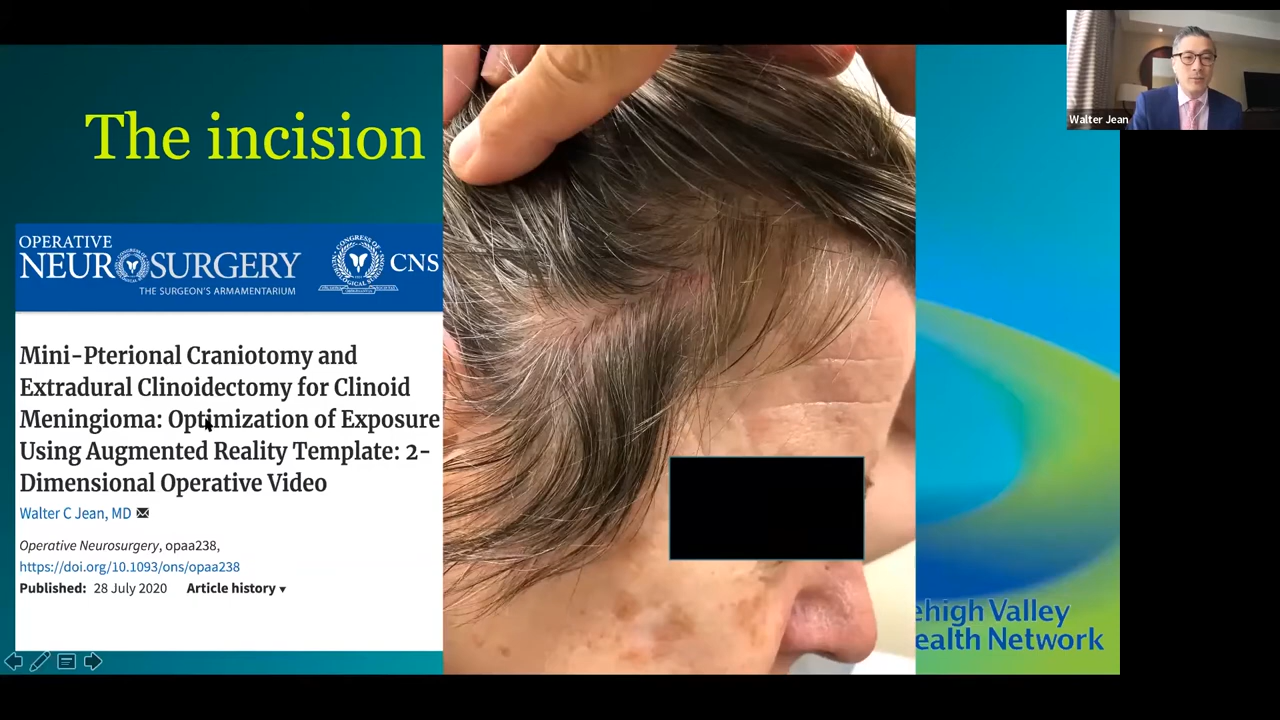 The incision
OPERATIVE
NEUROSURGERY
THE SURGEON'S ARMAMENTARIUM
CNS
Mini-Pterional Craniotomy and
Extradural Clinoidectomy for Clinoid
Meningioma: Optimization of Exposure
Using Augmented Reality Template: 2-
Dimensional Operative Video
Walter C Jean, MD
Operative Neurosurgery, opaa238,
https://doi.org/10.1093/ons/opaa238
Published: 28 July 2020 Article history
ehigh Valley
ealth Network
Walter Jean